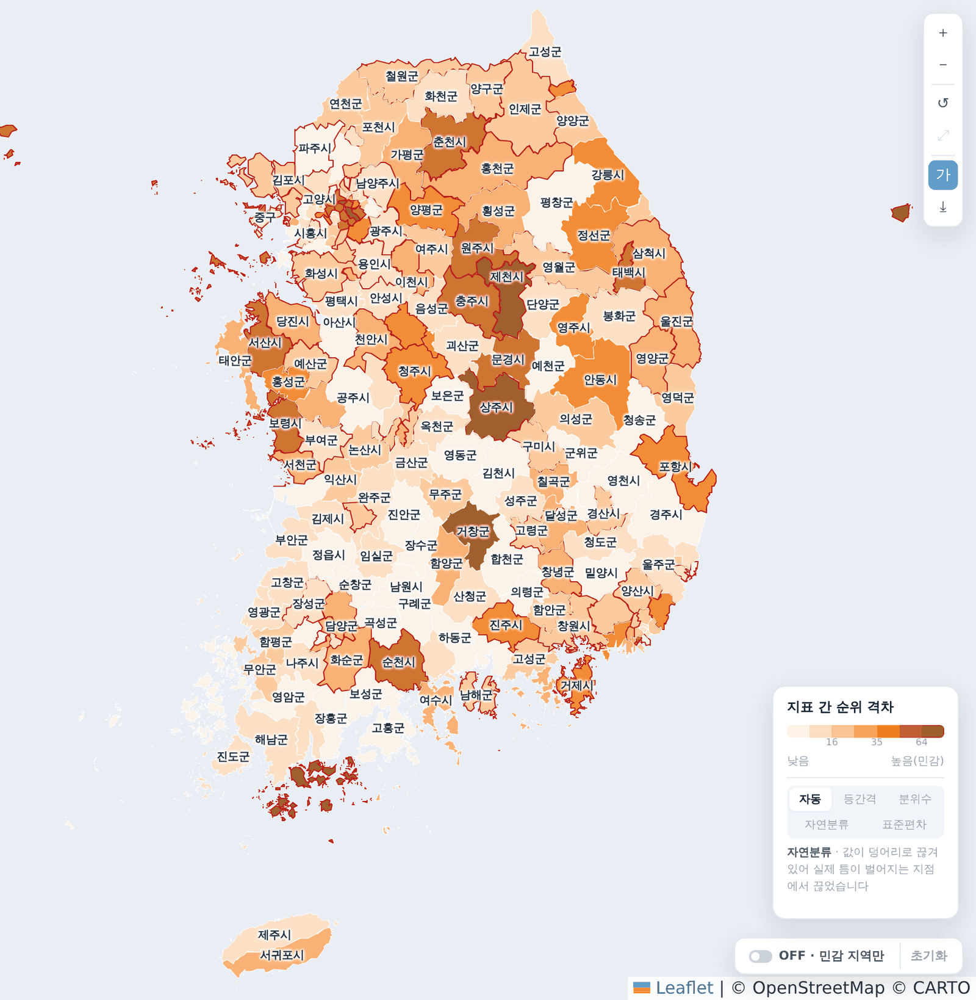 고성군
철원군
양구군
화천군
연천군
인제군
양양군
포천시
춘천시
파주시
가평군
홍천군
강릉시
김포시
남양주시
고양시
평창군
양평군
횡성군
중구
시흥시
광주시
정선군
여주시
원주시
삼척시
용인시
영월군
화성시
태백시
제천시
이천시
안성시
평택시
충주시
단양군
음성군
봉화군
당진시
아산시
울진군
영주시
천안시
서산시
괴산군
태안군
문경시
영양군
예산군
예천군
청주시
홍성군
안동시
공주시
보은군
영덕군
상주시
의성군
청송군
보령시
옥천군
부여군
구미시
논산시
군위군
영동군
금산군
서천군
포항시
김천시
익산시
영천시
칠곡군
무주군
완주군
성주군
진안군
달성군
경산시
경주시
김제시
거창군
고령군
부안군
청도군
장수군
정읍시
임실군
합천군
함양군
울주군
창녕군
밀양시
고창군
순창군
남원시
양산시
의령군
산청군
장성군
구례군
영광군
함안군
곡성군
담양군
진주시
창원시
하동군
함평군
고성군
화순군
순천시
나주시
무안군
거제시
보성군
남해군
영암군
여수시
장흥군
고흥군
해남군
진도군
제주시
서귀포시
+
−
↺
⤢
가
⤓
지표 간 순위 격차
16 35 64
낮음 높음(민감)
자동 등간격 분위수
자연분류 표준편차
자연분류 · 값이 덩어리로 끊겨
있어 실제 틈이 벌어지는 지점
에서 끊었습니다
OFF · 민감 지역만 초기화
Leaflet | © OpenStreetMap © CARTO